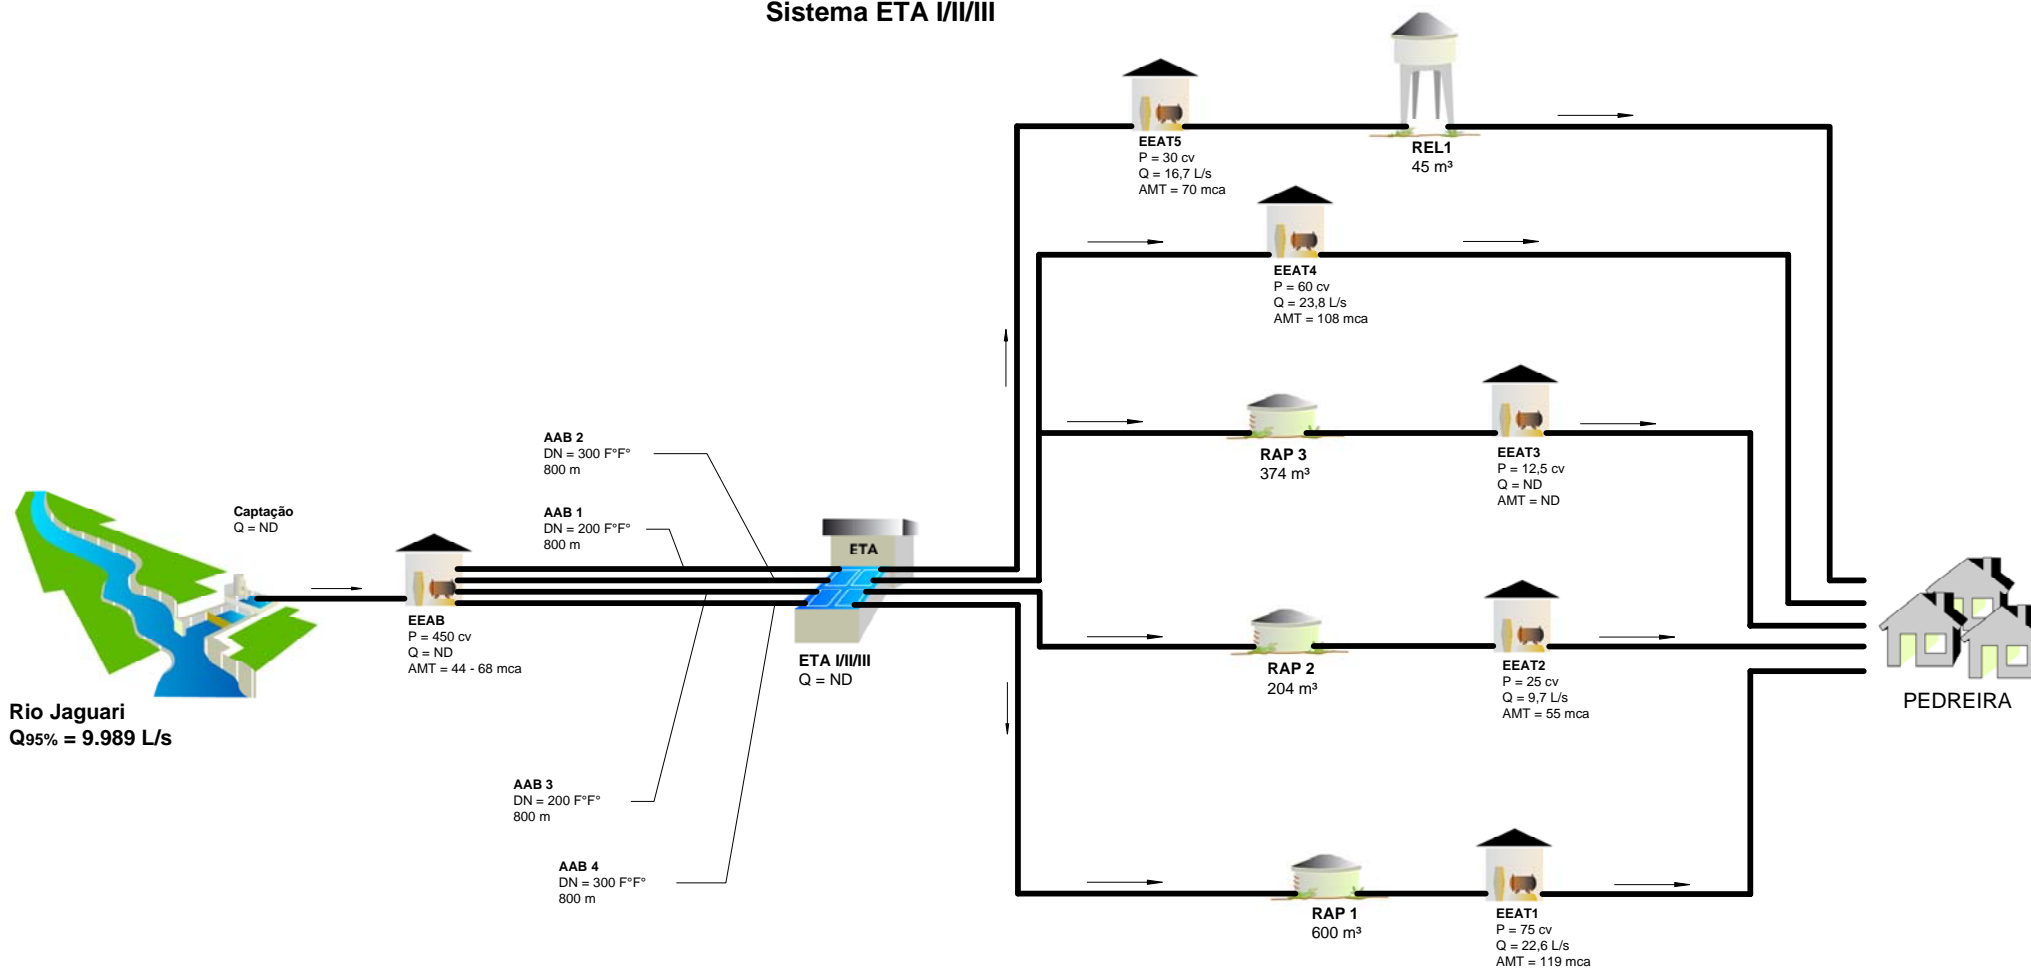 Sistema ETA I/II/III
EEAT5
P = 30 cv
Q = 16,7 L/s
AMT = 70 mca
REL1
45 m³
EEAT4
P = 60 cv
Q = 23,8 L/s
AMT = 108 mca
AAB 2
DN = 300 F°F°
800 m
RAP 3
374 m³
EEAT3
P = 12,5 cv
Q = ND
AMT = ND
Captação
Q = ND
AAB 1
DN = 200 F°F°
800 m
ETA
EEAB
P = 450 cv
Q = ND
AMT = 44 - 68 mca
ETA I/II/III
Q = ND
RAP 2
204 m³
EEAT2
P = 25 cv
Q = 9,7 L/s
AMT = 55 mca
PEDREIRA
Rio Jaguari
Q95% = 9.989 L/s
AAB 3
DN = 200 F°F°
800 m
AAB 4
DN = 300 F°F°
800 m
RAP 1
600 m³
EEAT1
P = 75 cv
Q = 22,6 L/s
AMT = 119 mca